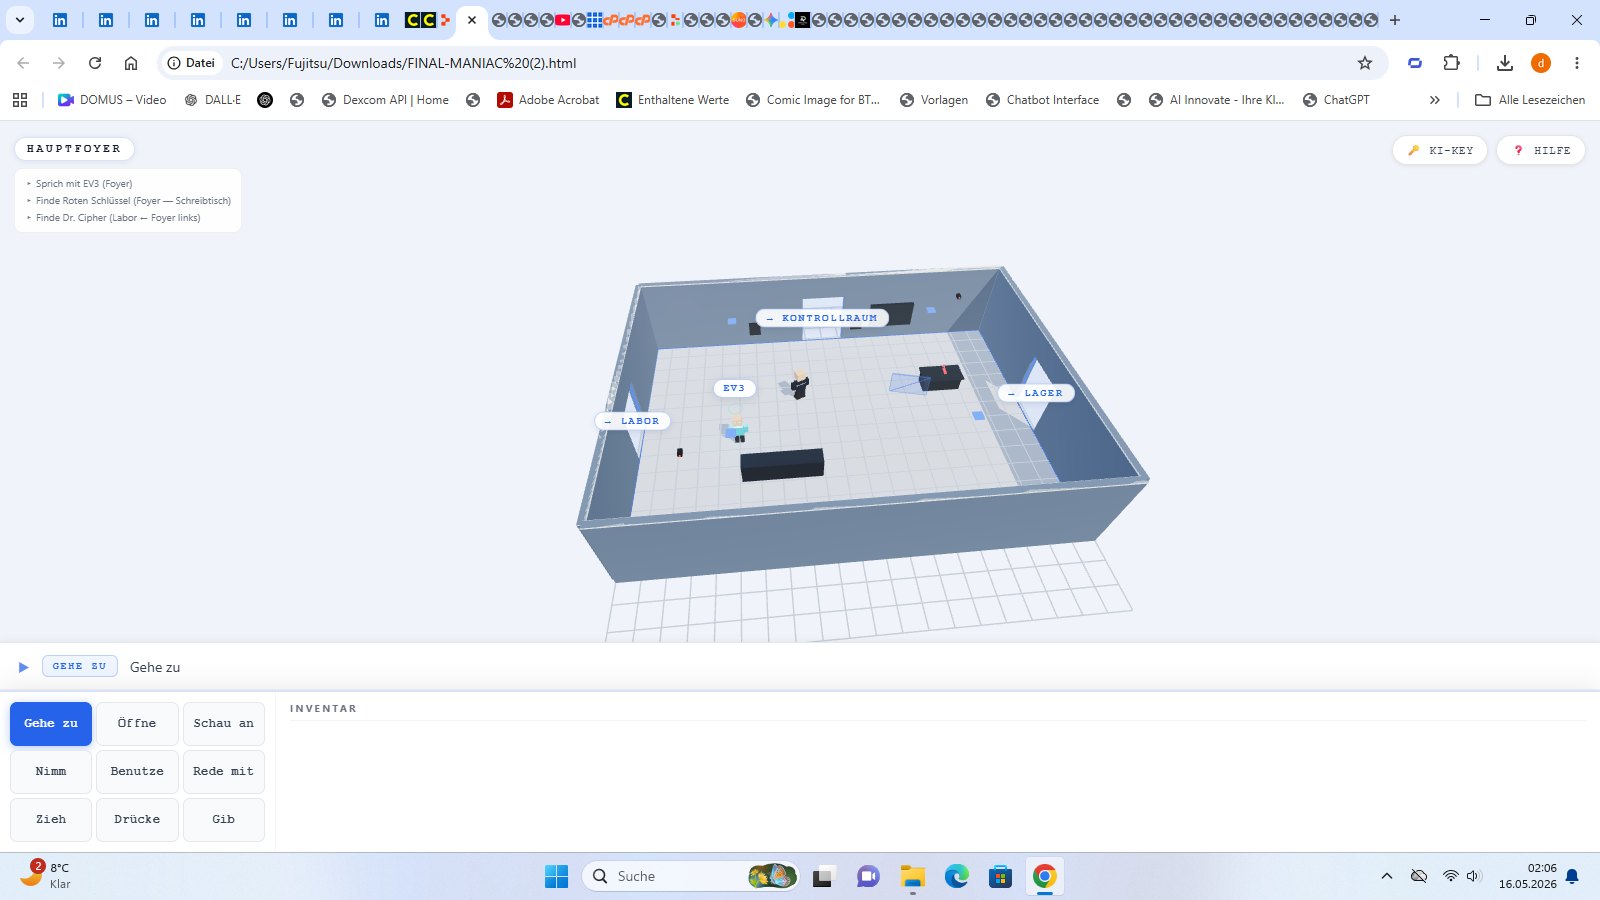 Datei
C:/Users/Fujitsu/Downloads/FINAL-MANIAC%20(2).html
DOMUS – Video
DALL·E
Dexcom API | Home
Adobe Acrobat
Enthaltene Werte
Comic Image for BT...
Vorlagen
Chatbot Interface
AI Innovate - Ihre KI...
ChatGPT
»
Alle Lesezeichen
HAUPTFOYER
KI-KEY
HILFE
‣ Sprich mit EV3 (Foyer)
‣ Finde Roten Schlüssel (Foyer — Schreibtisch)
‣ Finde Dr. Cipher (Labor ← Foyer links)
→ KONTROLLRAUM
EV3
→ LAGER
→ LABOR
GEHE ZU
Gehe zu
Gehe zu
Öffne
Schau an
INVENTAR
Nimm
Benutze
Rede mit
Zieh
Drücke
Gib
2
8°C
Klar
Suche
02:06
16.05.2026